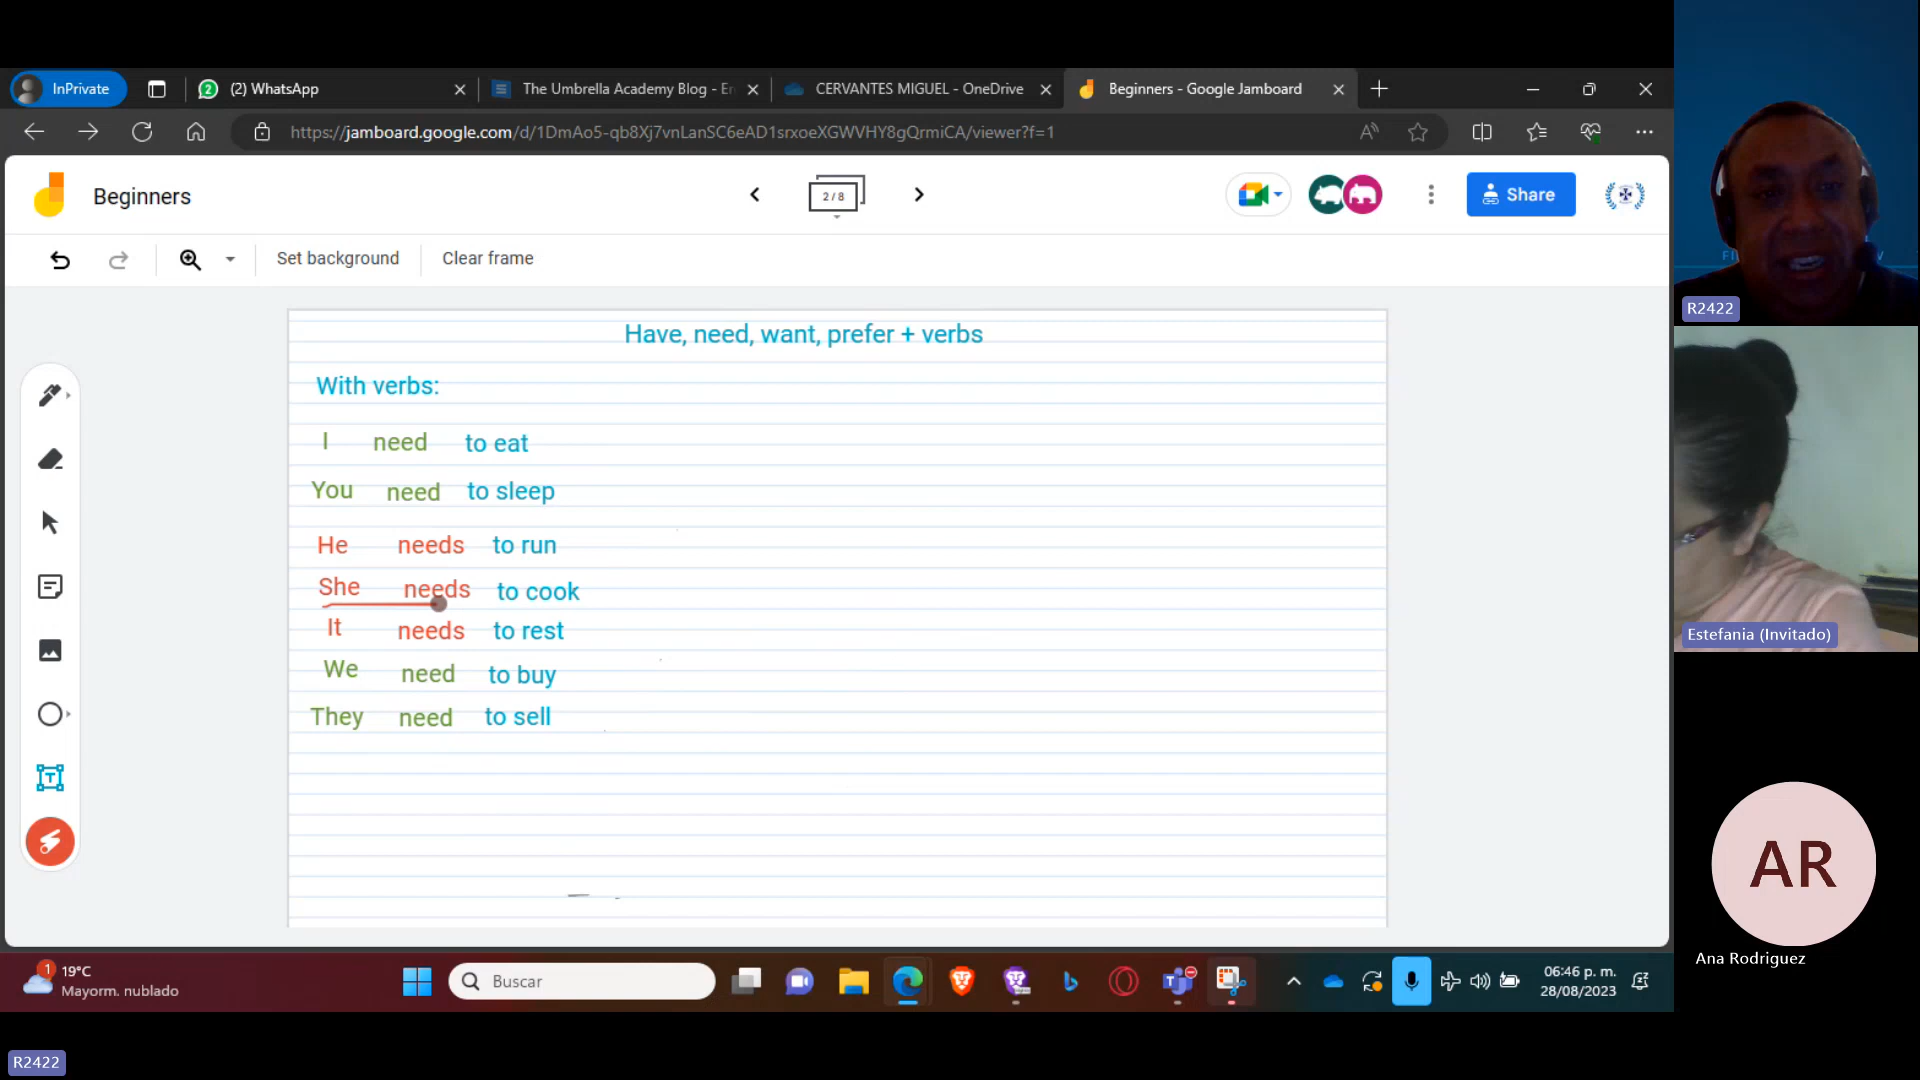 InPrivate
2
(2) WhatsApp
The Umbrella Academy Blog - En
CERVANTES MIGUEL - OneDrive
Beginners - Google Jamboard
https://jamboard.google.com/d/1DmAo5-qb8Xj7vnLanSC6eAD1srxoeXGWVHY8gQrmiCA/viewer?f=1
Beginners
2 / 8
Share
Set background
Clear frame
Have, need, want, prefer + verbs
With verbs:
I need to eat
You need to sleep
He needs to run
She needs to cook
It needs to rest
We need to buy
They need to sell
R2422
Estefania (Invitado)
AR
Ana Rodriguez
1
19°C
Mayorm. nublado
Buscar
06:46 p. m.
28/08/2023
R2422